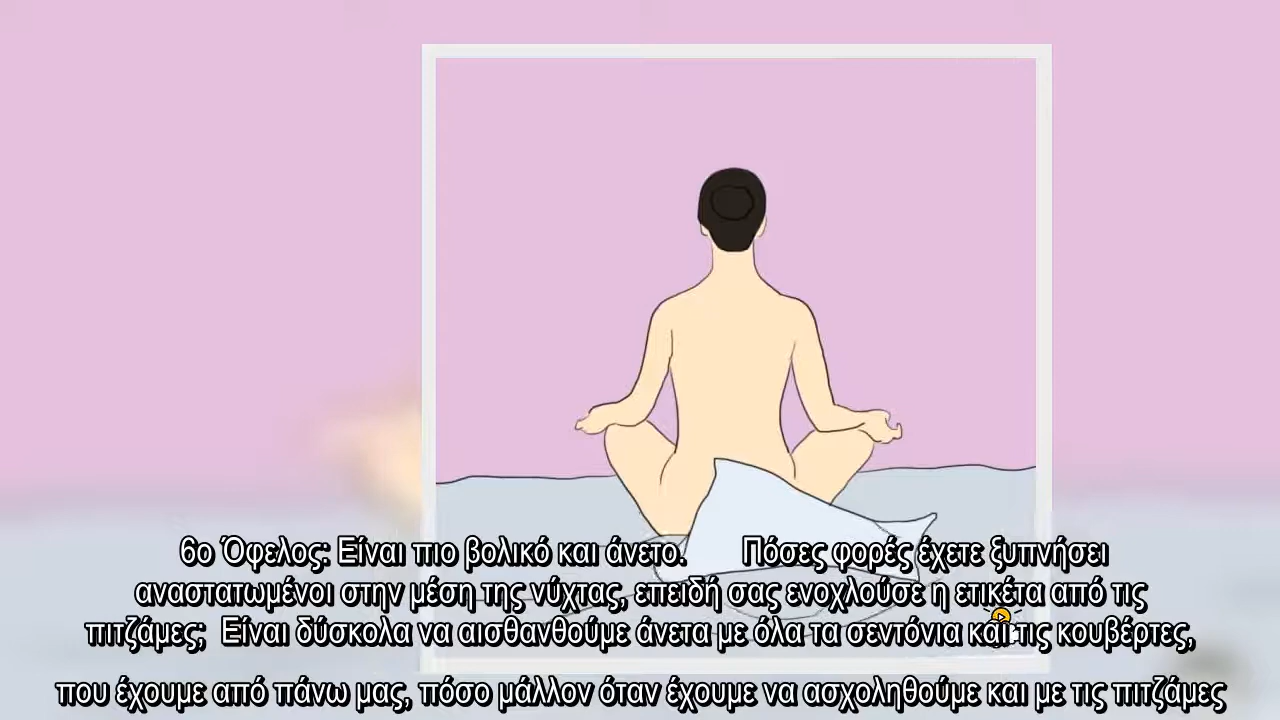 6ο Όφελος: Είναι πιο βολικό και άνετο. Πόσες φορές έχετε ξυπνήσει
αναστατωμένοι στην μέση της νύχτας, επειδή σας ενοχλούσε η ετικέτα από τις
πιτζάμες; Είναι δύσκολα να αισθανθούμε άνετα με όλα τα σεντόνια και τις κουβέρτες,
που έχουμε από πάνω μας, πόσο μάλλον όταν έχουμε να ασχοληθούμε και με τις πιτζάμες